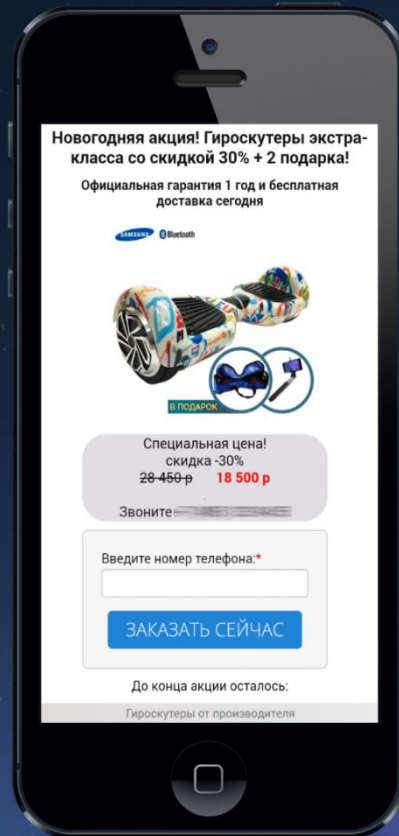 Новогодняя акция! Гироскутеры экстра-
класса со скидкой 30% + 2 подарка!
Официальная гарантия 1 год и бесплатная
доставка сегодня
SAMSUNG Bluetooth
В ПОДАРОК
Специальная цена!
скидка -30%
28 450 р 18 500 р
Звоните
Введите номер телефона:*
ЗАКАЗАТЬ СЕЙЧАС
До конца акции осталось:
Гироскутеры от производителя